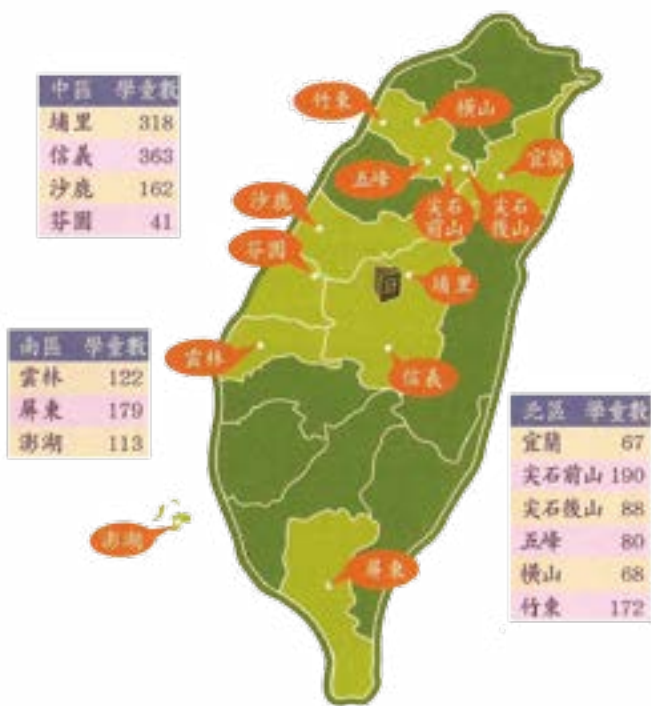 中區 學童數
埔里 318
信義 363
沙鹿 162
芬園 41
南區 學童數
雲林 122
屏東 179
澎湖 113
北區 學童數
宜蘭 67
尖石前山 190
尖石後山 88
五峰 80
橫山 68
竹東 172
竹東
橫山
五峰
尖石
前山
尖石
後山
宜蘭
沙鹿
芬園
埔里
雲林
信義
澎湖
屏東